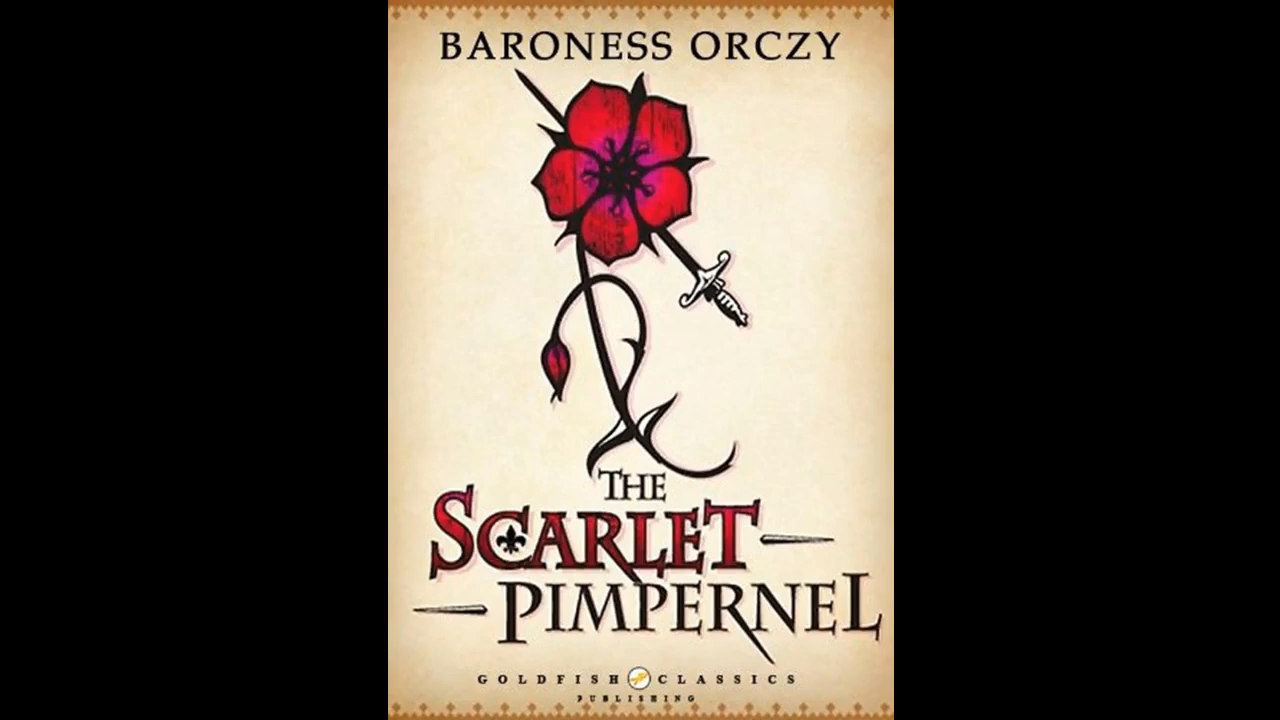 BARONESS ORCZY
THE
SCARLET
PIMPERNEL
GOLDFISH CLASSICS
PUBLISHING